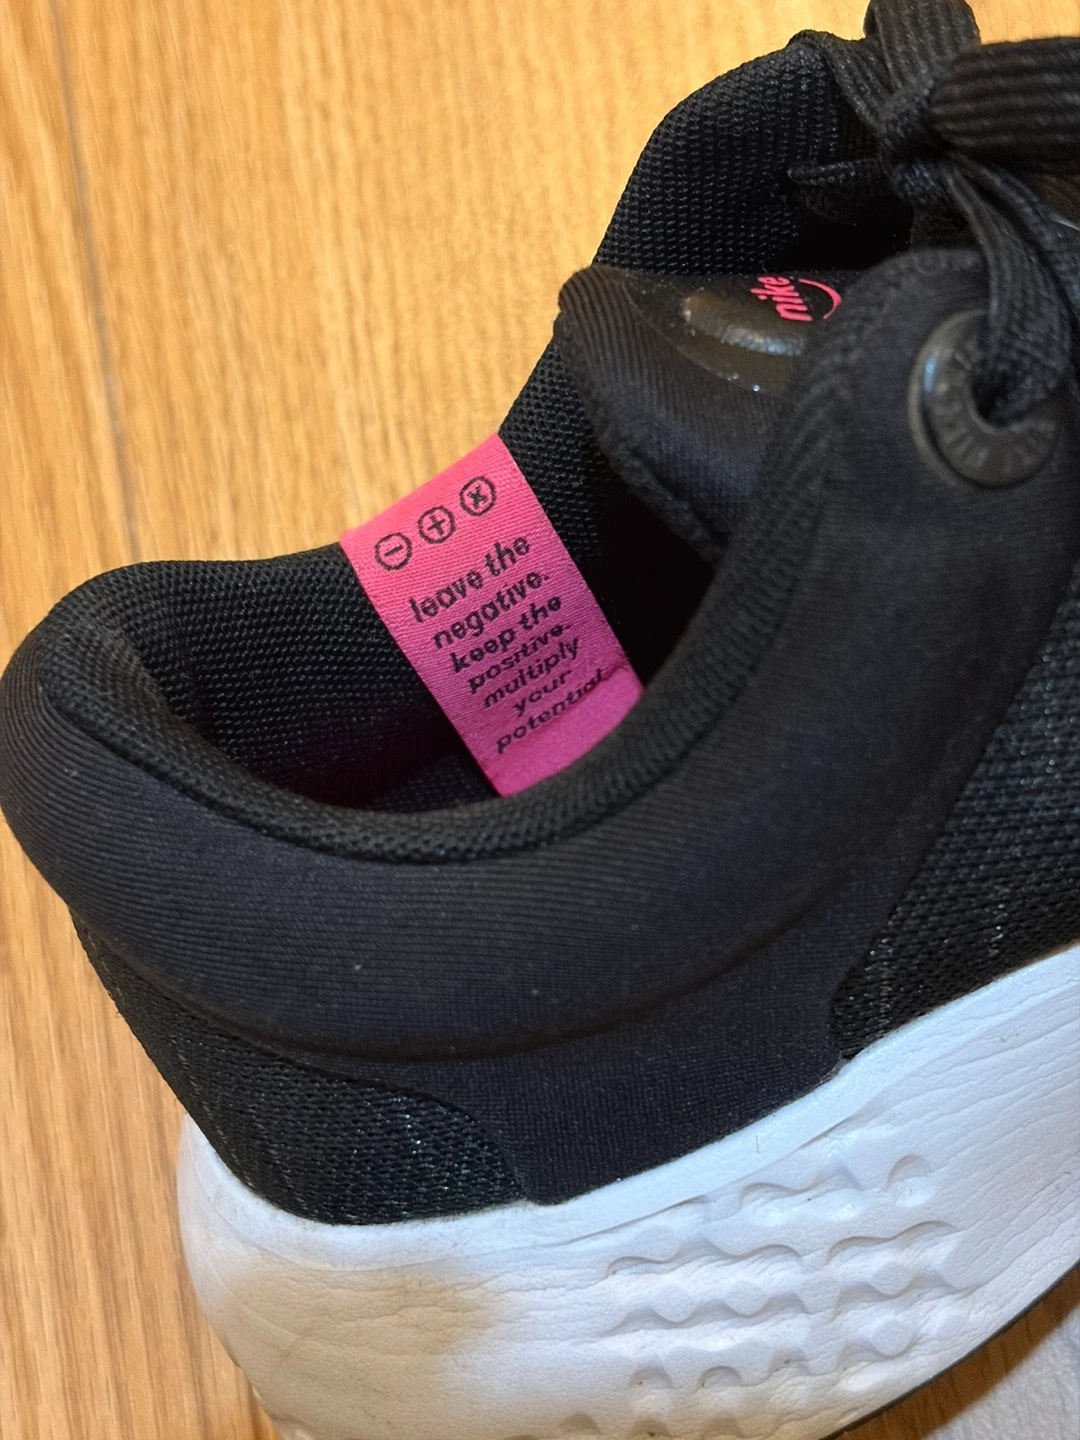 nike
− + ×
leave the
negative.
keep the
positive.
multiply
your
potential.